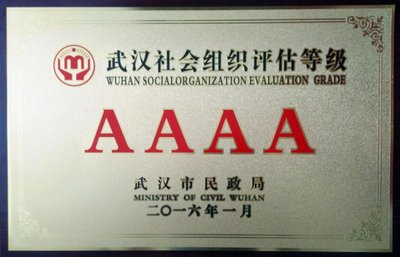 武汉社会组织评估等级
WUHAN SOCIALORGANIZATION EVALUATION GRADE
AAAA
武汉市民政局
MINISTRY OF CIVIL WUHAN
二〇一六年一月